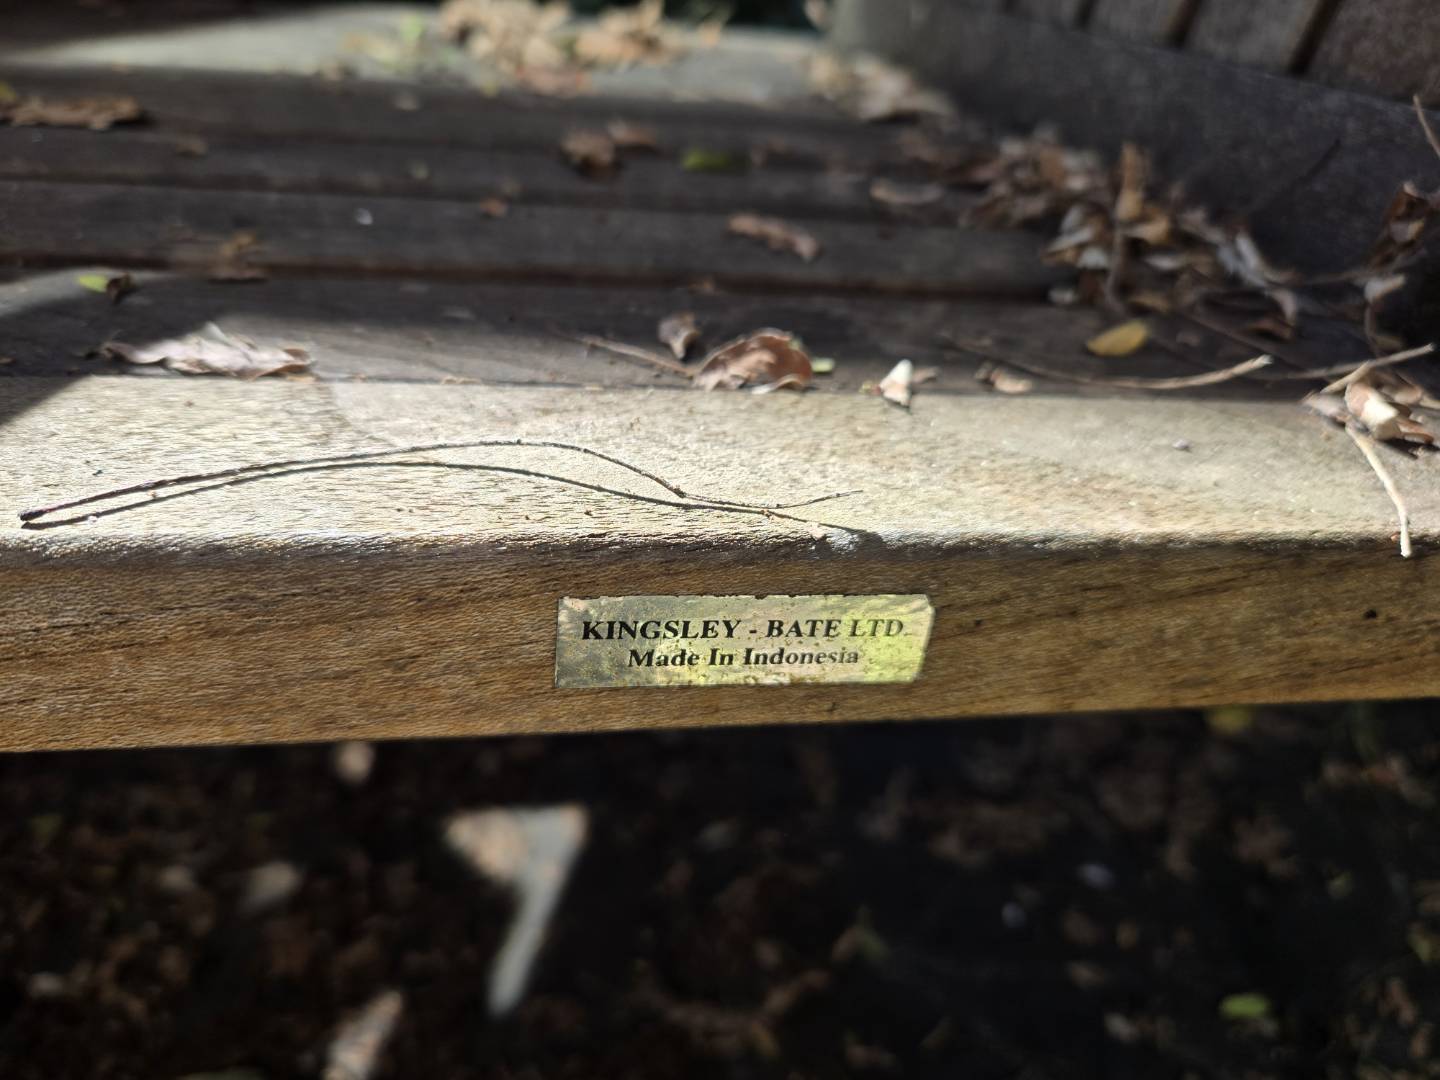 KINGSLEY - BATE LTD.
Made In Indonesia